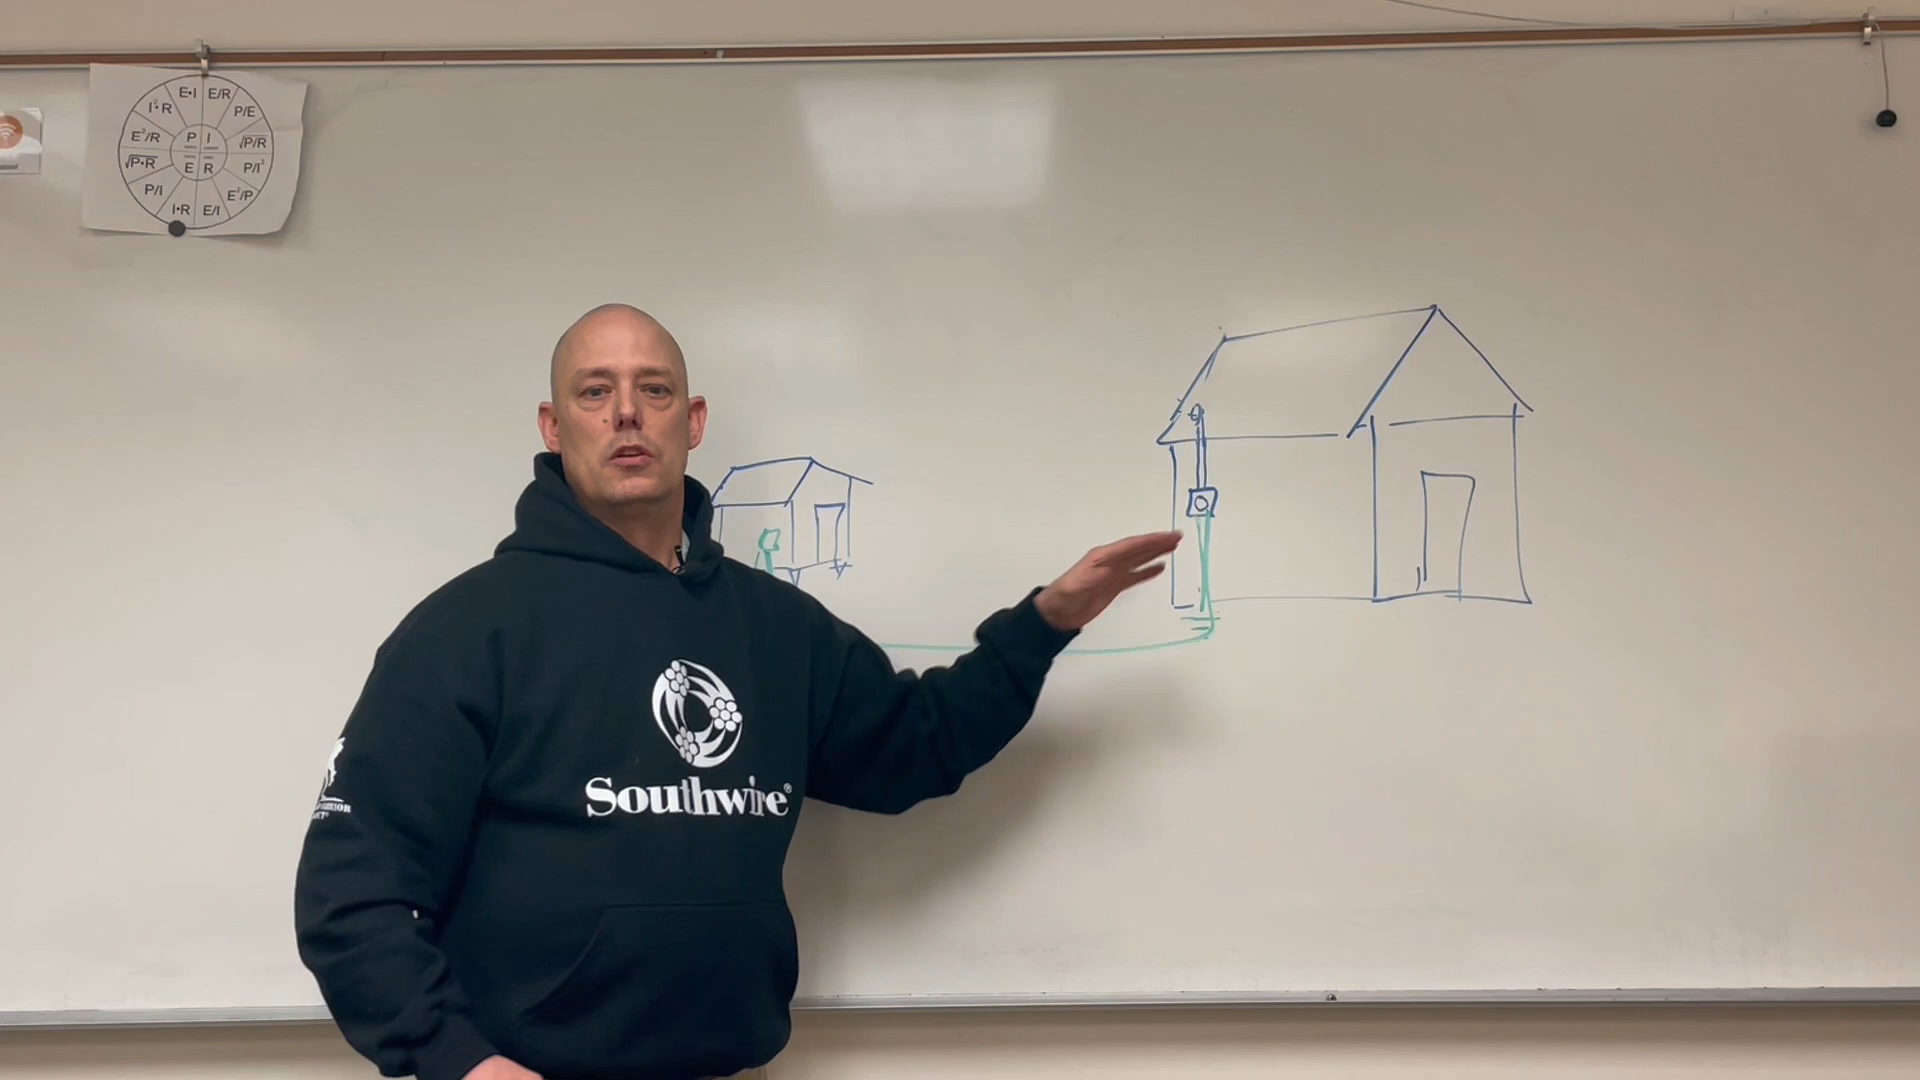 E•I E/R
I²•R P/E
E²/R P I √P/R
√P•R E R P/I²
P/I E²/P
I•R E/I
Southwire®